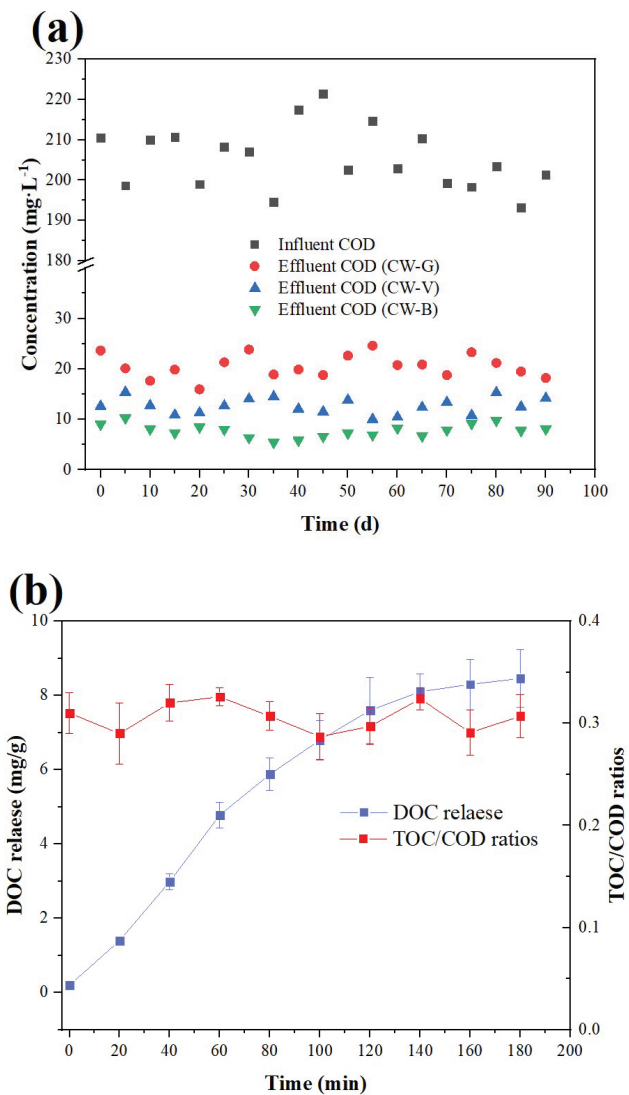 (a)
Concentration (mg·L⁻¹)
230
220
210
200
190
180
30
20
10
0
Influent COD
Effluent COD (CW-G)
Effluent COD (CW-V)
Effluent COD (CW-B)
0 10 20 30 40 50 60 70 80 90 100
Time (d)
(b)
DOC relaese (mg/g)
10
8
6
4
2
0
DOC relaese
TOC/COD ratios
0.4
0.3
0.2
0.1
0.0
TOC/COD ratios
0 20 40 60 80 100 120 140 160 180 200
Time (min)